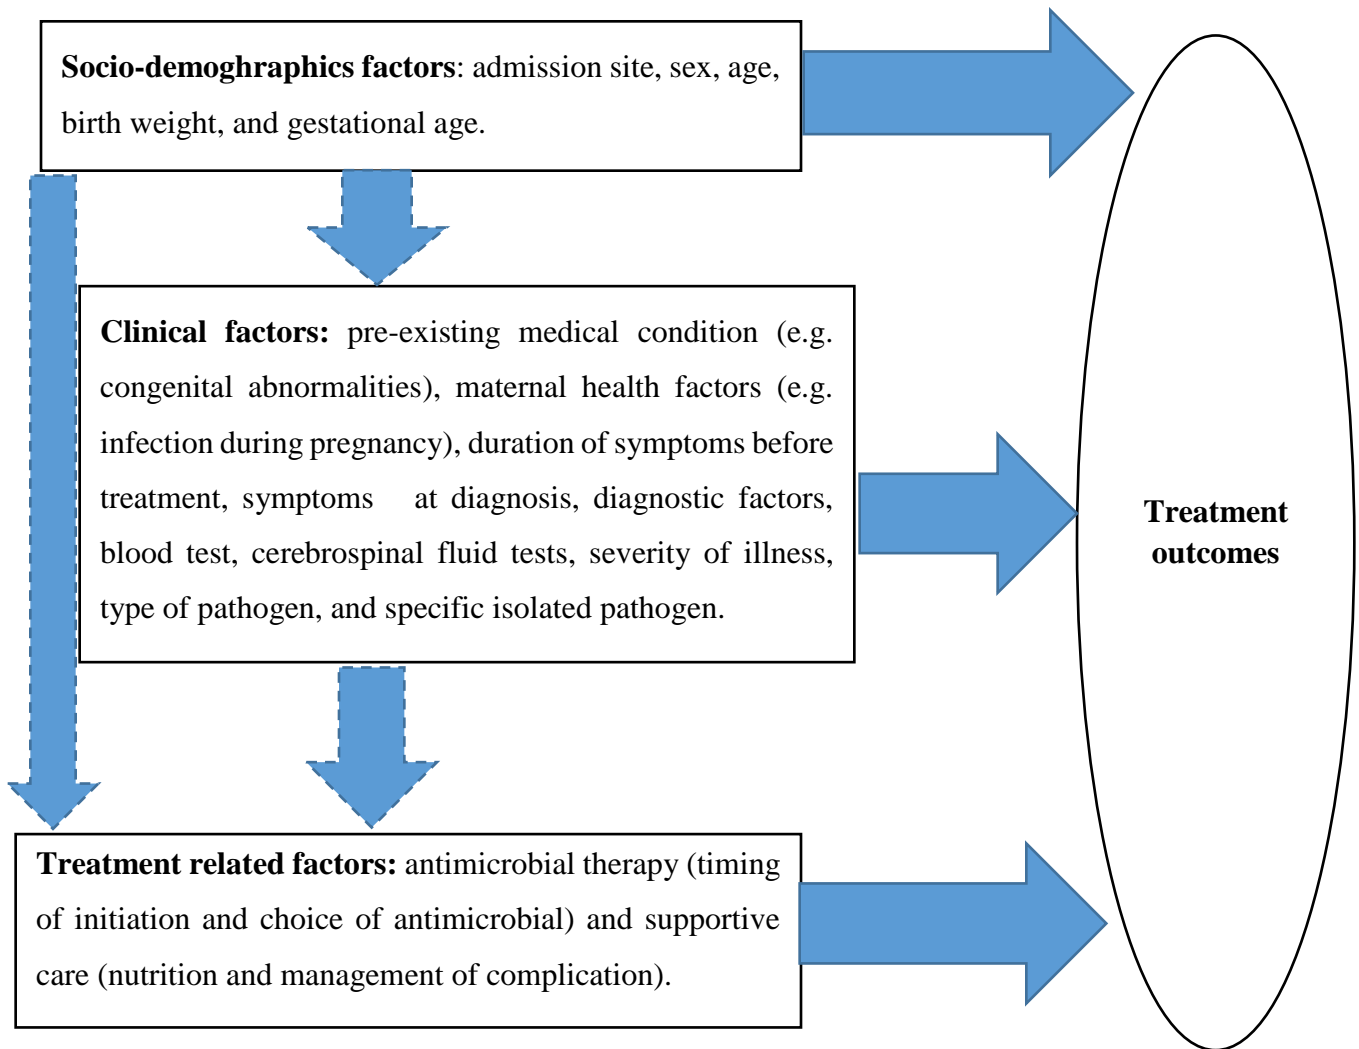 Socio-demoghraphics factors: admission site, sex, age,
birth weight, and gestational age.
Clinical factors: pre-existing medical condition (e.g.
congenital abnormalities), maternal health factors (e.g.
infection during pregnancy), duration of symptoms before
treatment, symptoms at diagnosis, diagnostic factors,
blood test, cerebrospinal fluid tests, severity of illness,
type of pathogen, and specific isolated pathogen.
Treatment
outcomes
Treatment related factors: antimicrobial therapy (timing
of initiation and choice of antimicrobial) and supportive
care (nutrition and management of complication).